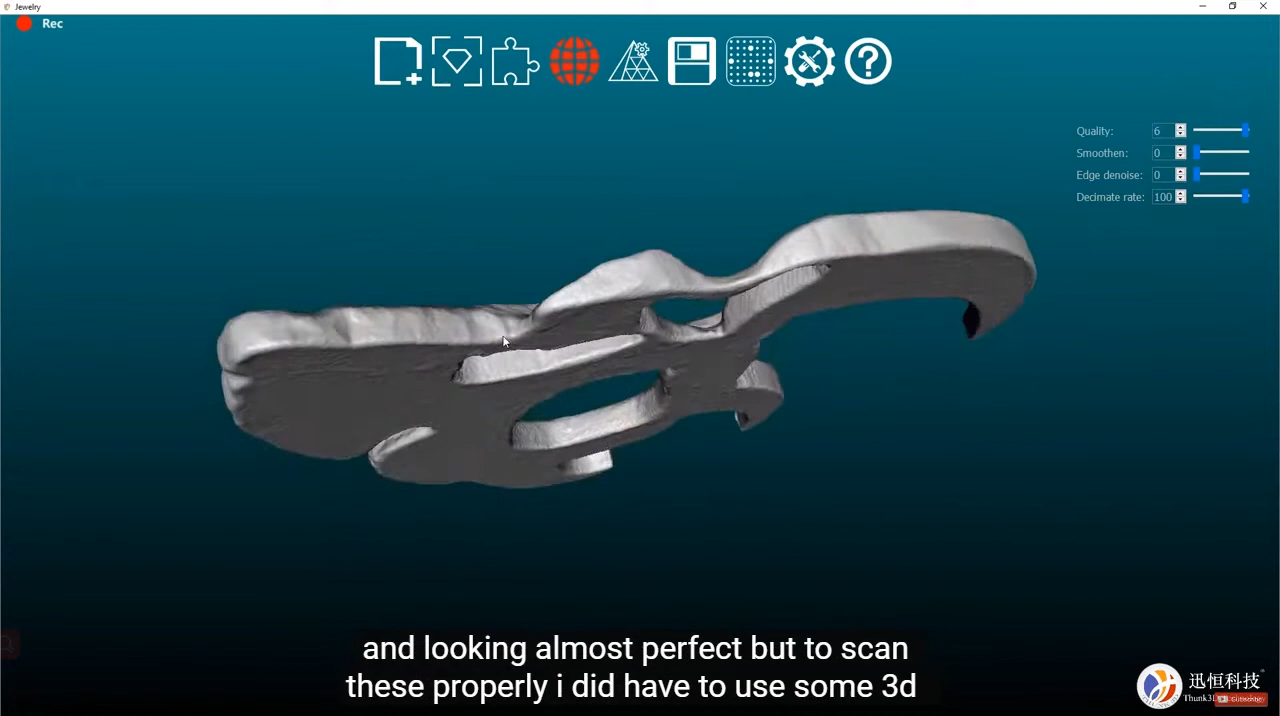 Jewelry
Rec
Quality: 6
Smoothen: 0
Edge denoise: 0
Decimate rate: 100
and looking almost perfect but to scan
these properly i did have to use some 3d
迅恒科技